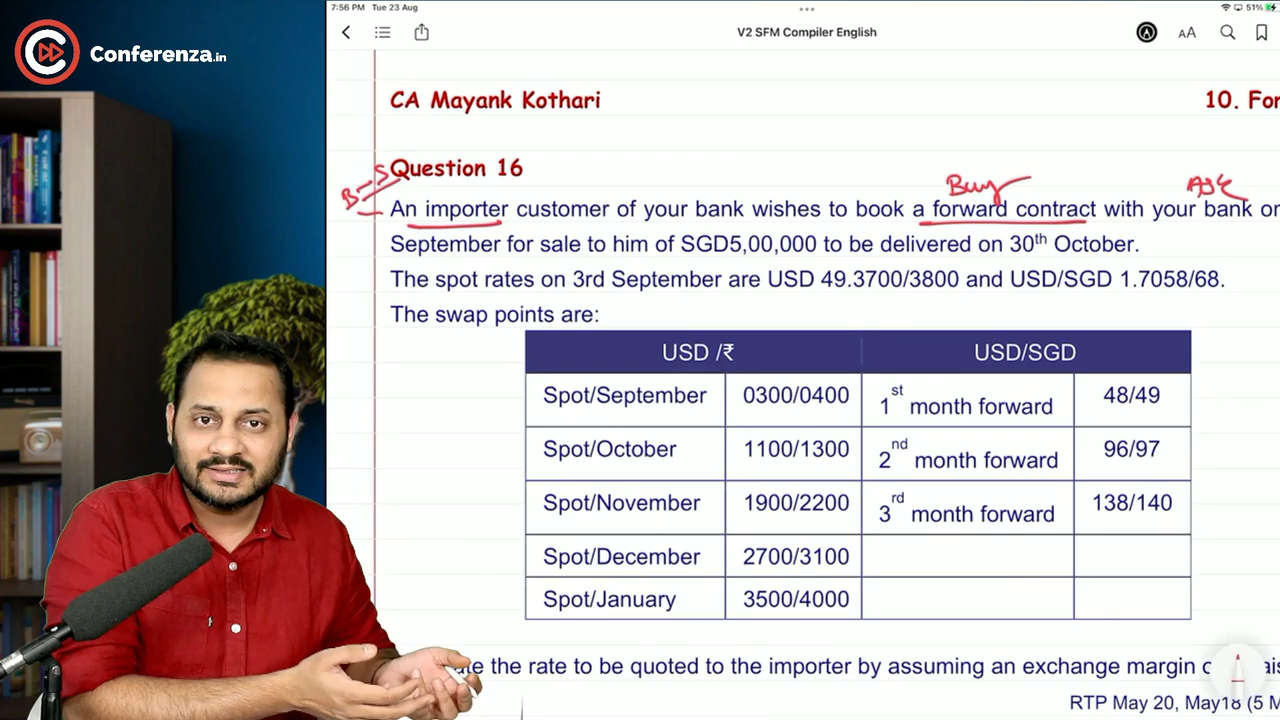 7:56 PM Tue 23 Aug
51%
Conferenza.in
V2 SFM Compiler English
AA
CA Mayank Kothari
10. For
Question 16
B S
Buy
Ask
An importer customer of your bank wishes to book a forward contract with your bank on
September for sale to him of SGD5,00,000 to be delivered on 30th October.
The spot rates on 3rd September are USD 49.3700/3800 and USD/SGD 1.7058/68.
The swap points are:
USD /₹ USD/SGD
Spot/September 0300/0400 1st month forward 48/49
Spot/October 1100/1300 2nd month forward 96/97
Spot/November 1900/2200 3rd month forward 138/140
Spot/December 2700/3100
Spot/January 3500/4000
te the rate to be quoted to the importer by assuming an exchange margin
RTP May 20, May18 (5 M